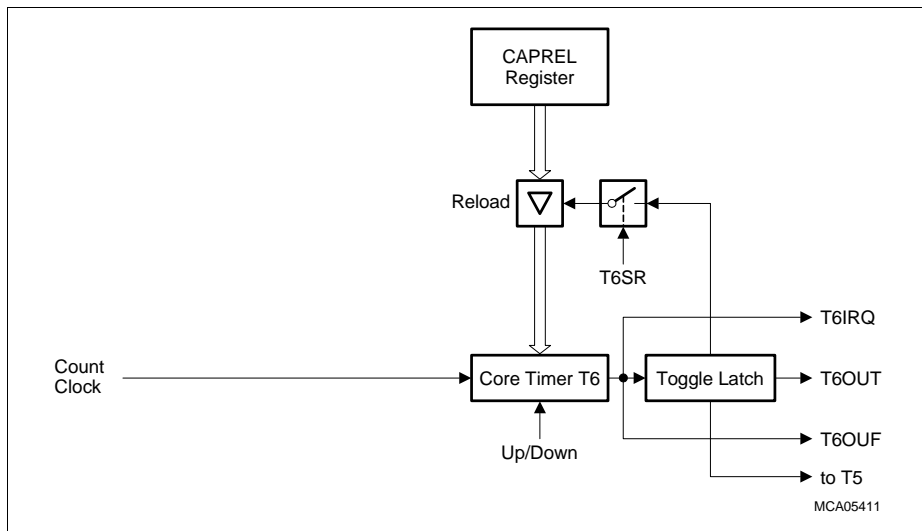 CAPREL
Register
Reload
T6SR
T6IRQ
Count
Clock
Core Timer T6
Toggle Latch
T6OUT
Up/Down
T6OUF
to T5
MCA05411